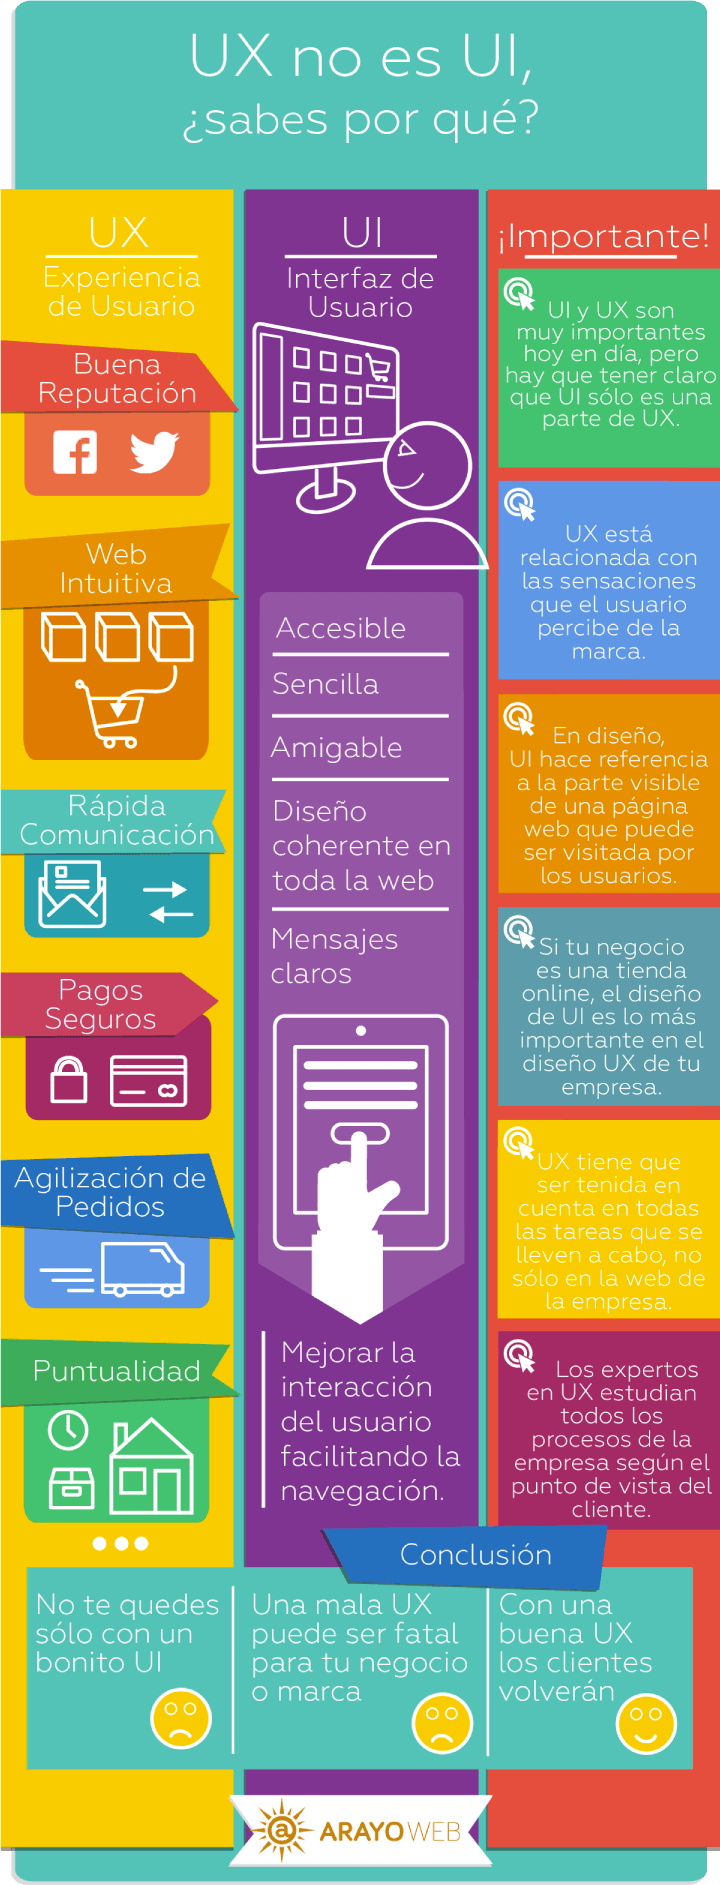 UX no es UI,
¿sabes por qué?
UX
Experiencia
de Usuario
Buena
Reputación
Web
Intuitiva
Rápida
Comunicación
Pagos
Seguros
Agilización de
Pedidos
Puntualidad
UI
Interfaz de
Usuario
Accesible
Sencilla
Amigable
Diseño
coherente en
toda la web
Mensajes
claros
Mejorar la
interacción
del usuario
facilitando la
navegación.
¡Importante!
UI y UX son
muy importantes
hoy en día, pero
hay que tener claro
que UI sólo es una
parte de UX.
UX está
relacionada con
las sensaciones
que el usuario
percibe de la
marca.
En diseño,
UI hace referencia
a la parte visible
de una página
web que puede
ser visitada por
los usuarios.
Si tu negocio
es una tienda
online, el diseño
de UI es lo más
importante en el
diseño UX de tu
empresa.
UX tiene que
ser tenida en
cuenta en todas
las tareas que se
lleven a cabo, no
sólo en la web de
la empresa.
Los expertos
en UX estudian
todos los
procesos de la
empresa según el
punto de vista del
cliente.
Conclusión
No te quedes
sólo con un
bonito UI
Una mala UX
puede ser fatal
para tu negocio
o marca
Con una
buena UX
los clientes
volverán
@ ARAYOWEB